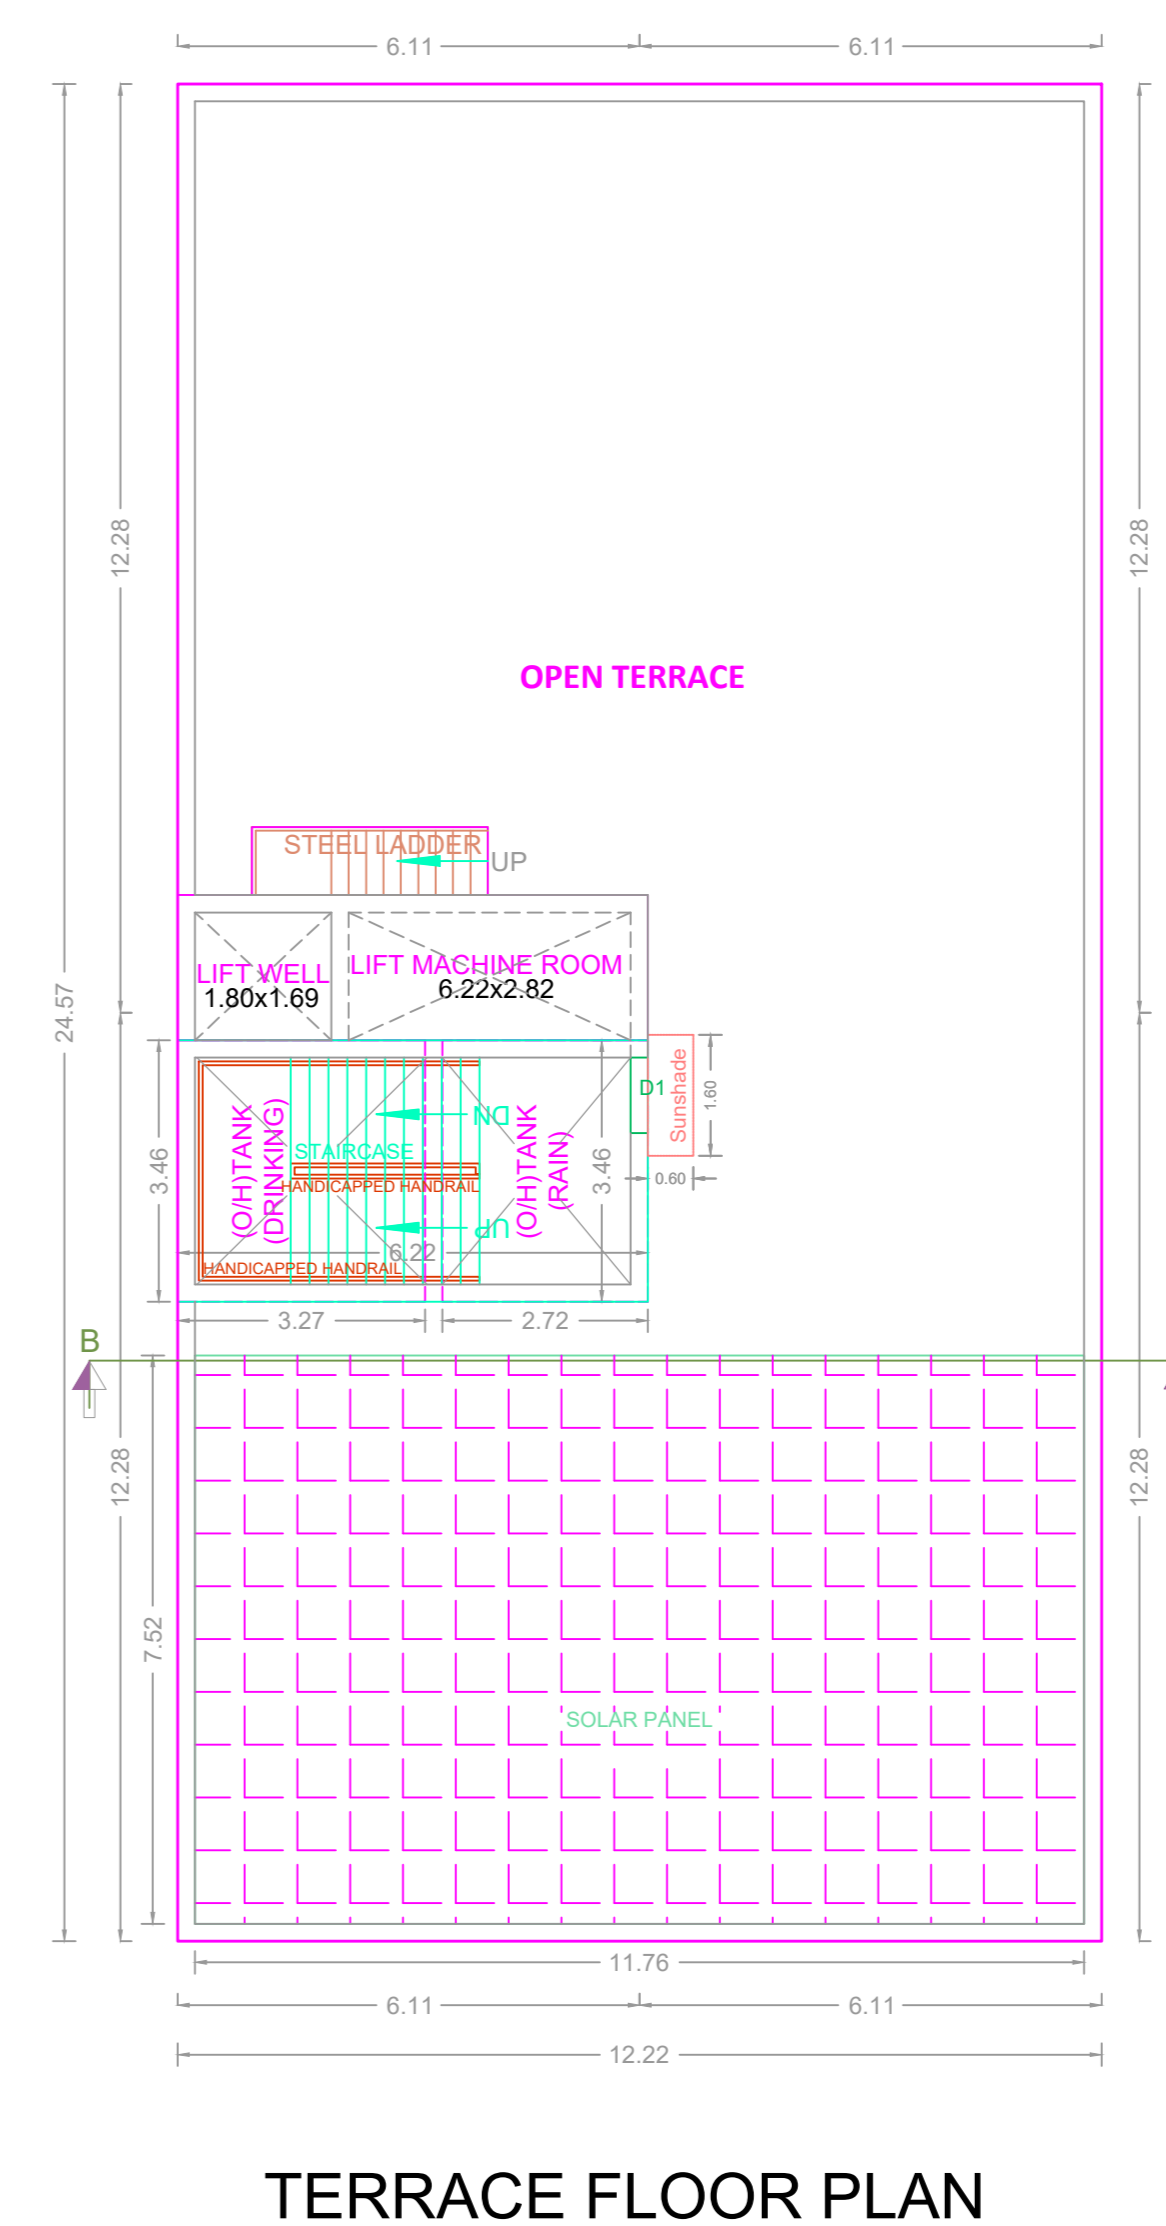 6.11
6.11
12.28
12.28
OPEN TERRACE
STEEL LADDER
UP
LIFT WELL
1.80x1.69
LIFT MACHINE ROOM
6.22x2.82
24.57
D1
Sunshade
1.60
0.60
(O/H)TANK
(DRINKING)
STAIRCASE
DN
HANDICAPPED HANDRAIL
(O/H)TANK
(RAIN)
3.46
3.46
UP
6.22
HANDICAPPED HANDRAIL
3.27
2.72
B
12.28
12.28
7.52
SOLAR PANEL
11.76
6.11
6.11
12.22
TERRACE FLOOR PLAN